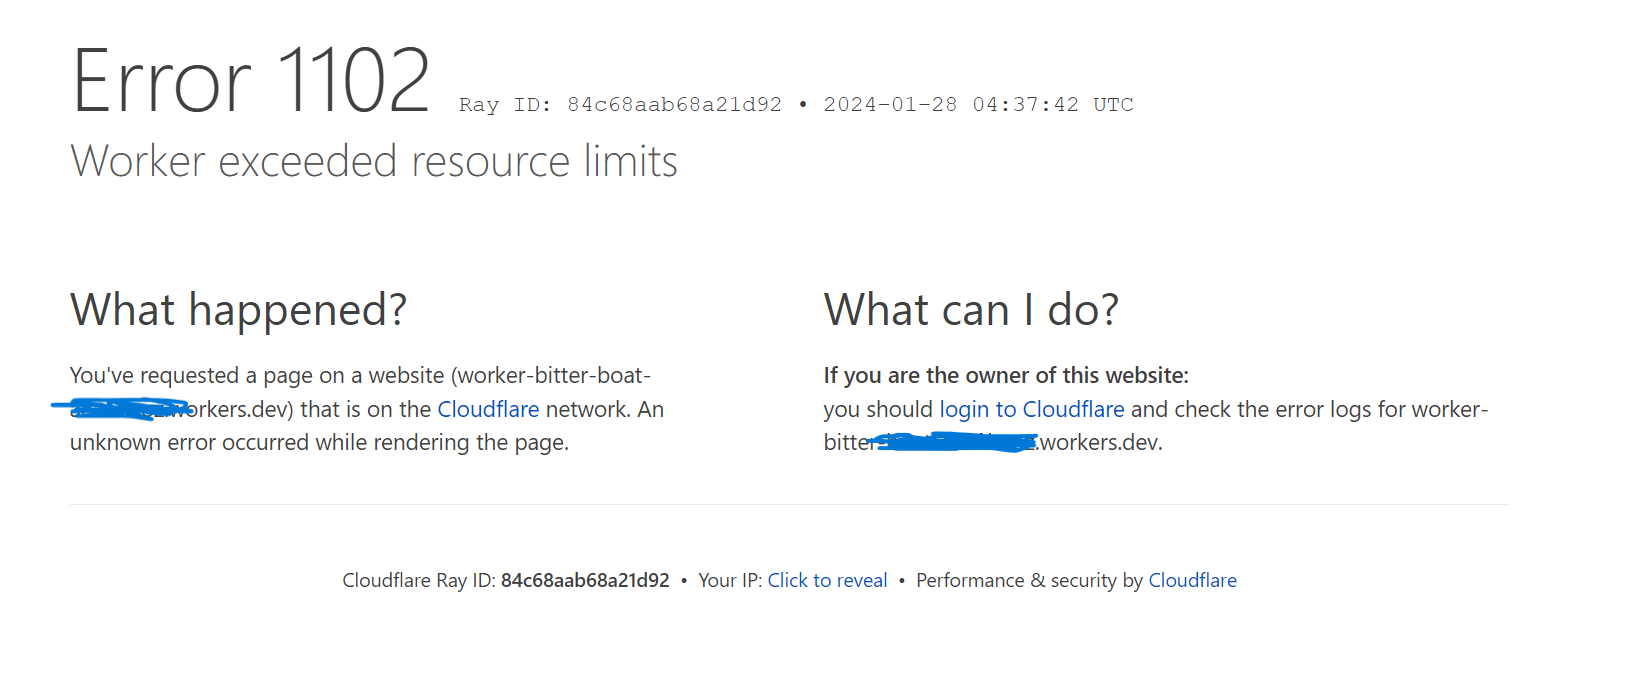 Error 1102 Ray ID: 84c68aab68a21d92 • 2024-01-28 04:37:42 UTC
Worker exceeded resource limits
What happened?
You've requested a page on a website (worker-bitter-boat-
orkers.dev) that is on the Cloudflare network. An
unknown error occurred while rendering the page.
What can I do?
If you are the owner of this website:
you should login to Cloudflare and check the error logs for worker-
bitter .workers.dev.
Cloudflare Ray ID: 84c68aab68a21d92 • Your IP: Click to reveal • Performance & security by Cloudflare